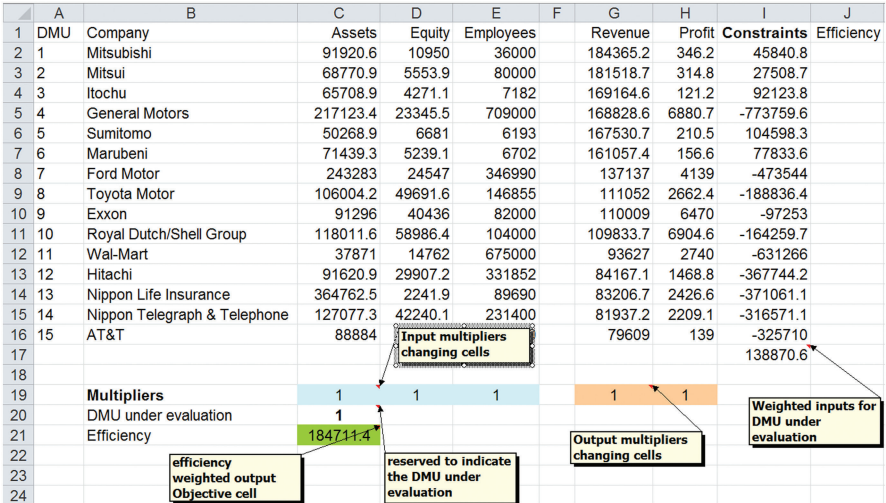 A B C D E F G H I J
1 DMU Company Assets Equity Employees Revenue Profit Constraints Efficiency
2 1 Mitsubishi 91920.6 10950 36000 184365.2 346.2 45840.8
3 2 Mitsui 68770.9 5553.9 80000 181518.7 314.8 27508.7
4 3 Itochu 65708.9 4271.1 7182 169164.6 121.2 92123.8
5 4 General Motors 217123.4 23345.5 709000 168828.6 6880.7 -773759.6
6 5 Sumitomo 50268.9 6681 6193 167530.7 210.5 104598.3
7 6 Marubeni 71439.3 5239.1 6702 161057.4 156.6 77833.6
8 7 Ford Motor 243283 24547 346990 137137 4139 -473544
9 8 Toyota Motor 106004.2 49691.6 146855 111052 2662.4 -188836.4
10 9 Exxon 91296 40436 82000 110009 6470 -97253
11 10 Royal Dutch/Shell Group 118011.6 58986.4 104000 109833.7 6904.6 -164259.7
12 11 Wal-Mart 37871 14762 675000 93627 2740 -631266
13 12 Hitachi 91620.9 29907.2 331852 84167.1 1468.8 -367744.2
14 13 Nippon Life Insurance 364762.5 2241.9 89690 83206.7 2426.6 -371061.1
15 14 Nippon Telegraph & Telephone 127077.3 42240.1 231400 81937.2 2209.1 -316571.1
16 15 AT&T 88884 79609 139 -325710
17 138870.6
18
19 Multipliers 1 1 1 1 1
20 DMU under evaluation 1
21 Efficiency 184711.4
22
23
24
Input multipliers
changing cells
Weighted inputs for
DMU under
evaluation
Output multipliers
changing cells
efficiency
weighted output
Objective cell
reserved to indicate
the DMU under
evaluation